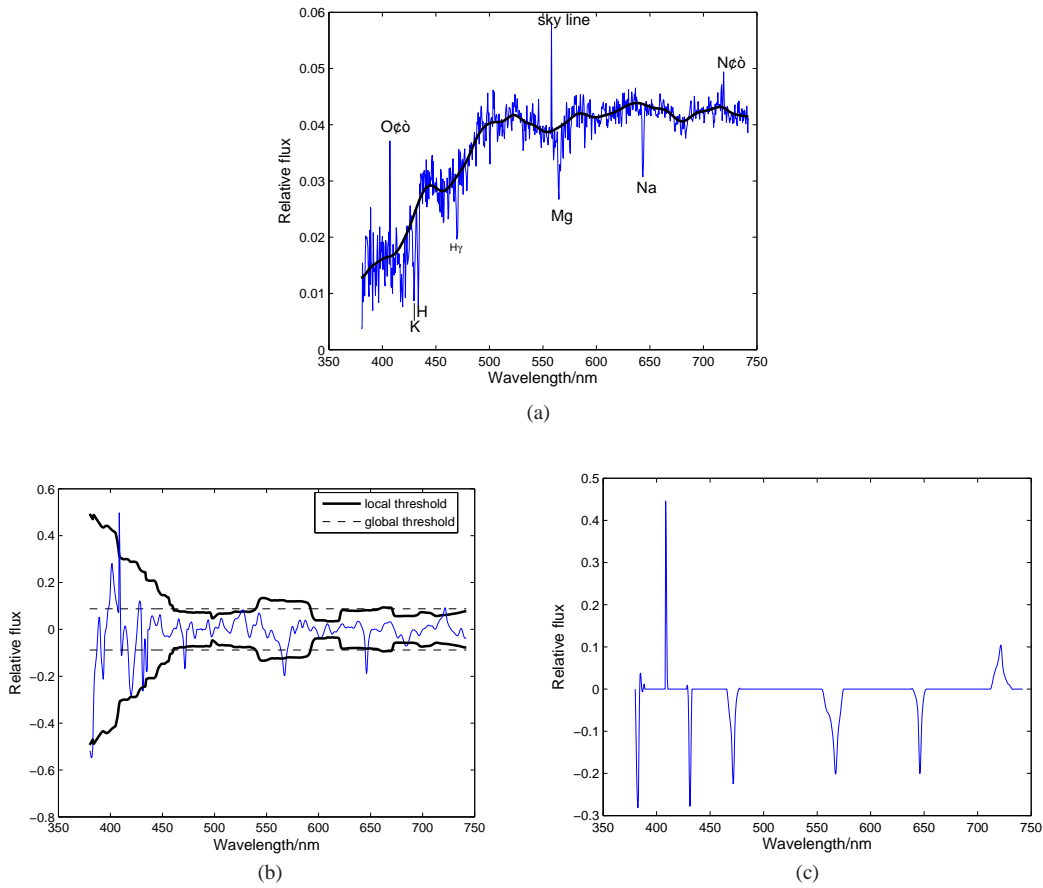 0.06
sky line
0.05
N¢ò
O¢ò
0.04
Relative flux
0.03
Na
Mg
0.02
Hγ
0.01
H
K
0
350 400 450 500 550 600 650 700 750
Wavelength/nm
(a)
0.6
local threshold
global threshold
0.4
0.2
0
−0.2
−0.4
−0.6
−0.8
Relative flux
350 400 450 500 550 600 650 700 750
Wavelength/nm
(b)
0.5
0.4
0.3
0.2
0.1
0
−0.1
−0.2
−0.3
Relative flux
350 400 450 500 550 600 650 700 750
Wavelength/nm
(c)